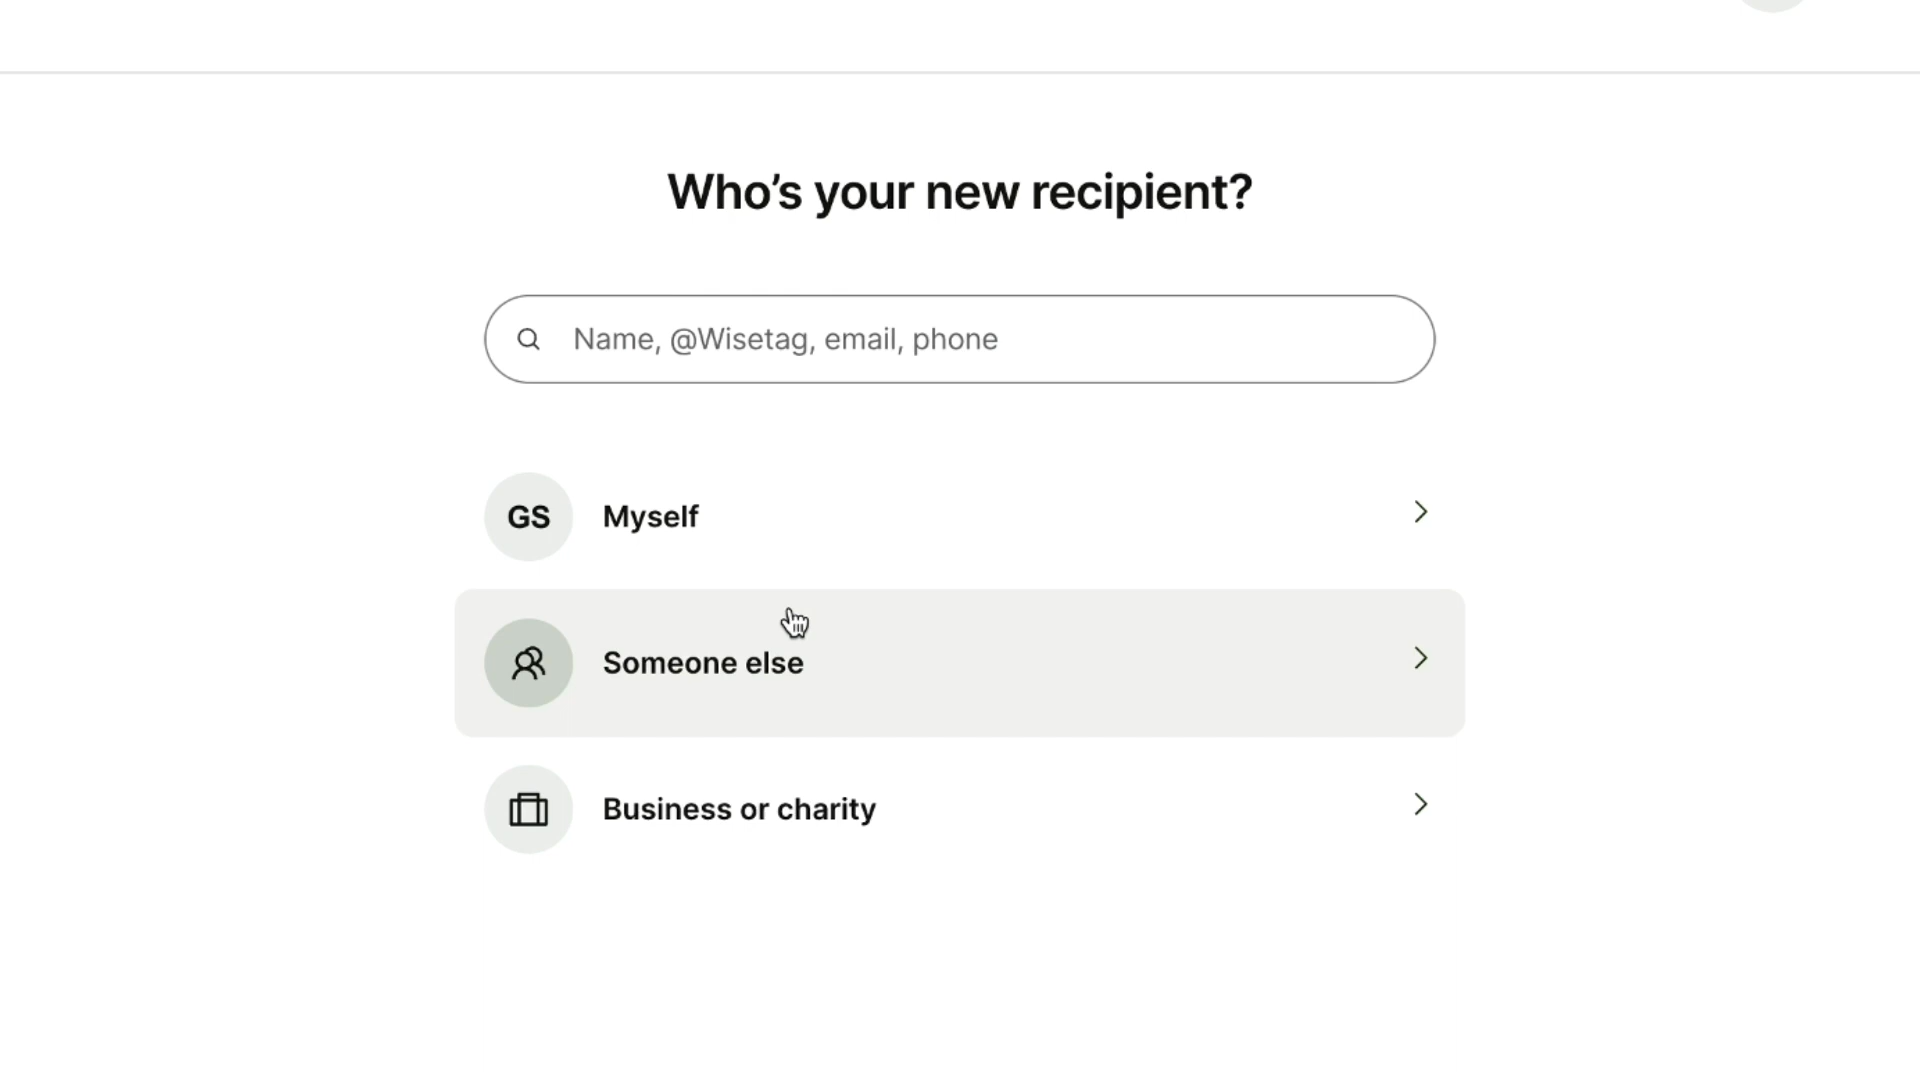 Who’s your new recipient?
Name, @Wisetag, email, phone
GS Myself
Someone else
Business or charity